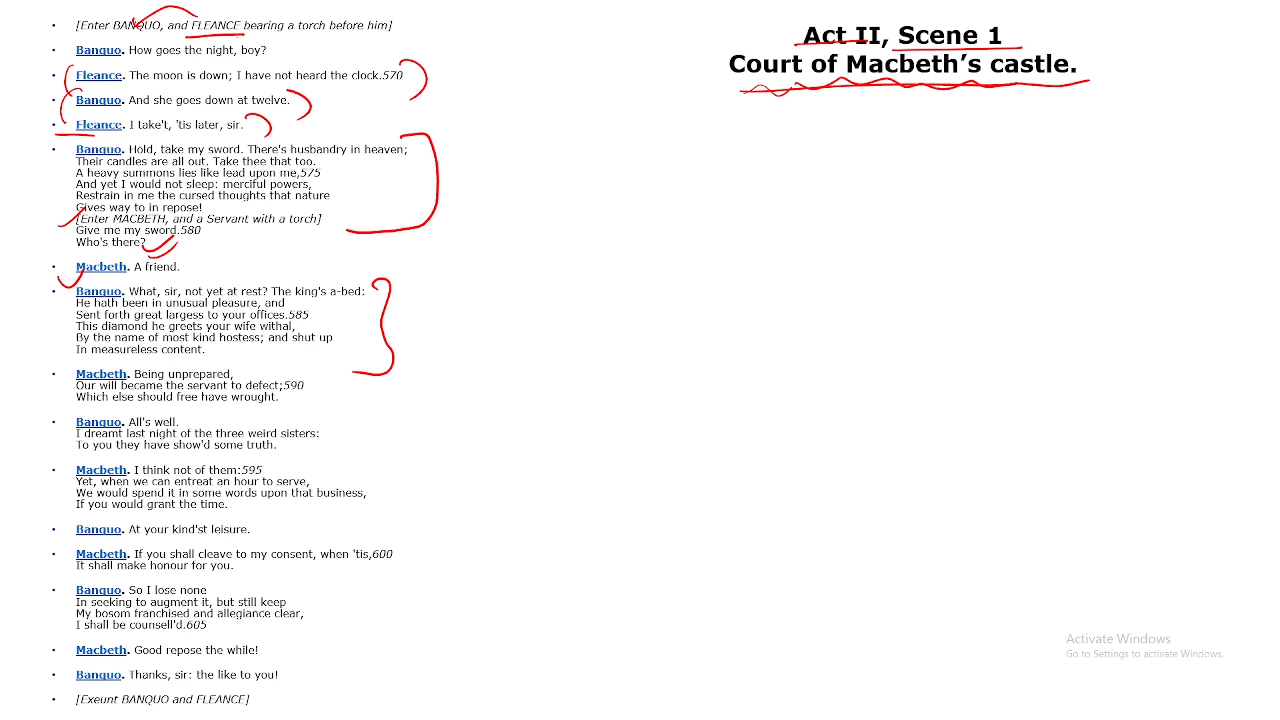 [Enter BANQUO, and FLEANCE bearing a torch before him]
Banquo. How goes the night, boy?
Fleance. The moon is down; I have not heard the clock.570
Banquo. And she goes down at twelve.
Fleance. I take't, 'tis later, sir.
Banquo. Hold, take my sword. There's husbandry in heaven;
Their candles are all out. Take thee that too.
A heavy summons lies like lead upon me,575
And yet I would not sleep: merciful powers,
Restrain in me the cursed thoughts that nature
Gives way to in repose!
[Enter MACBETH, and a Servant with a torch]
Give me my sword.580
Who's there?
Macbeth. A friend.
Banquo. What, sir, not yet at rest? The king's a-bed:
He hath been in unusual pleasure, and
Sent forth great largess to your offices.585
This diamond he greets your wife withal,
By the name of most kind hostess; and shut up
In measureless content.
Macbeth. Being unprepared,
Our will became the servant to defect;590
Which else should free have wrought.
Banquo. All's well.
I dreamt last night of the three weird sisters:
To you they have show'd some truth.
Macbeth. I think not of them:595
Yet, when we can entreat an hour to serve,
We would spend it in some words upon that business,
If you would grant the time.
Banquo. At your kind'st leisure.
Macbeth. If you shall cleave to my consent, when 'tis,600
It shall make honour for you.
Banquo. So I lose none
In seeking to augment it, but still keep
My bosom franchised and allegiance clear,
I shall be counsell'd.605
Macbeth. Good repose the while!
Banquo. Thanks, sir: the like to you!
[Exeunt BANQUO and FLEANCE]
Act II, Scene 1
Court of Macbeth’s castle.
Activate Windows
Go to Settings to activate Windows.